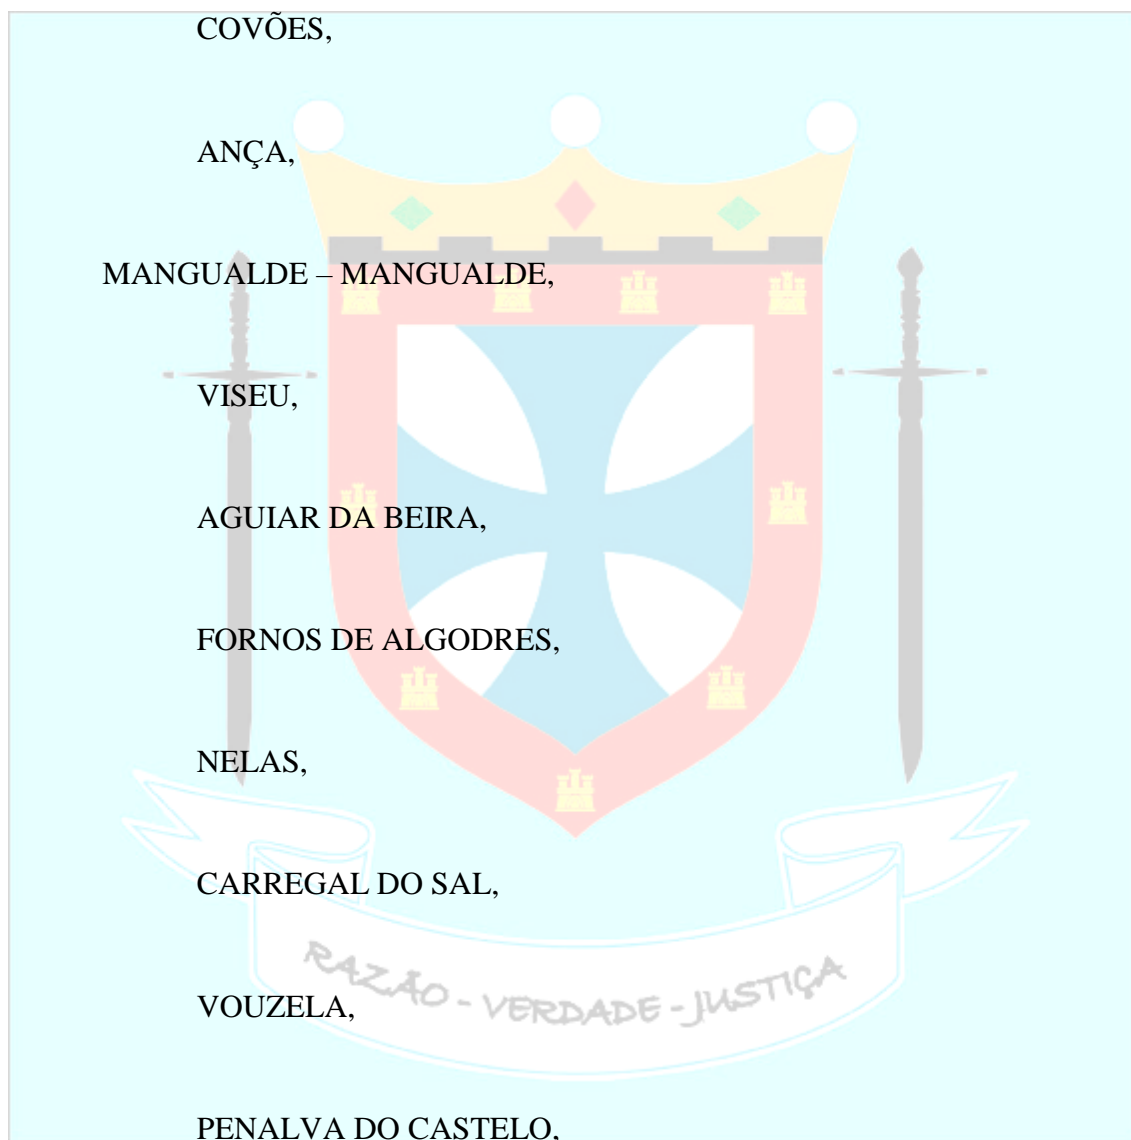 COVÕES,
ANÇA,
MANGUALDE – MANGUALDE,
VISEU,
AGUIAR DA BEIRA,
FORNOS DE ALGODRES,
NELAS,
CARREGAL DO SAL,
RAZÃO - VERDADE - JUSTIÇA
VOUZELA,
PENALVA DO CASTELO,